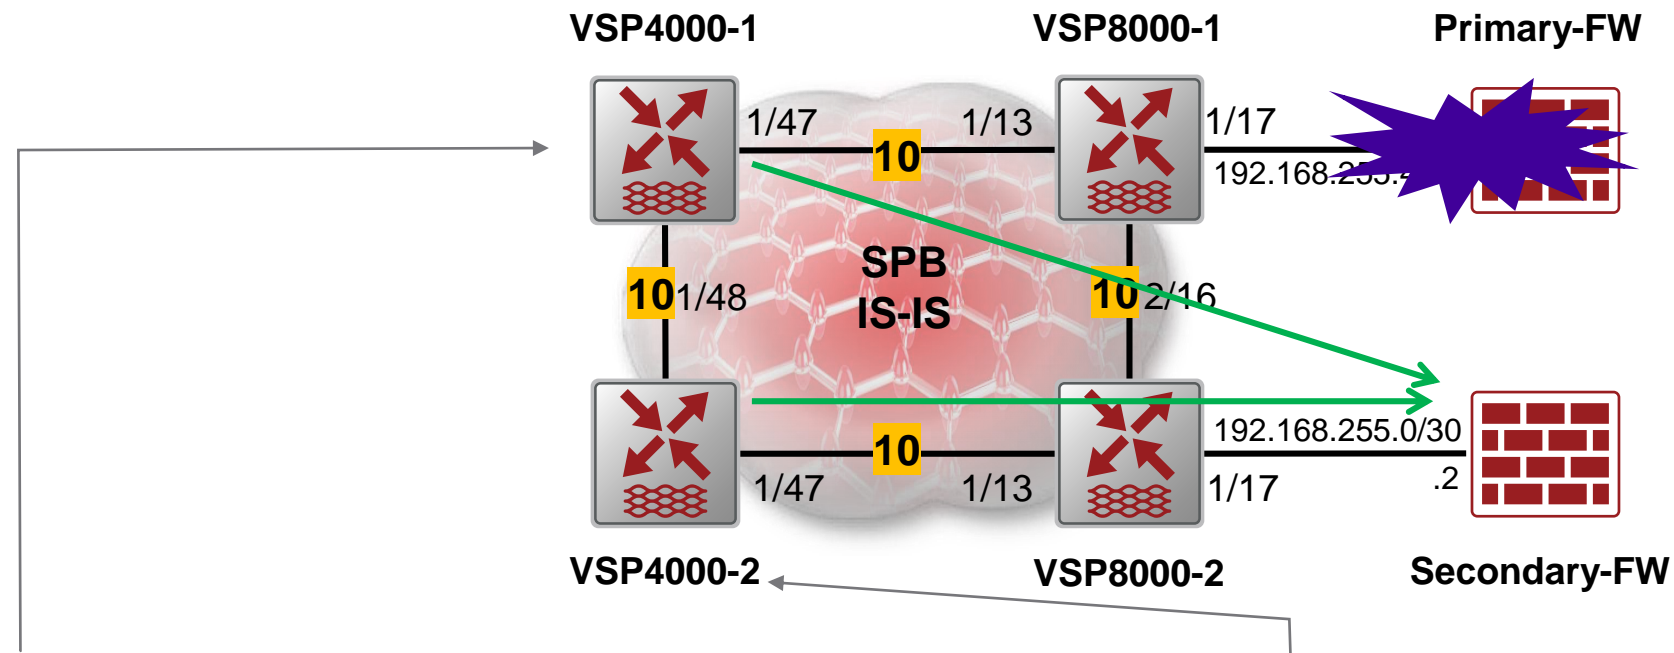 VSP4000-1
VSP8000-1
Primary-FW
1/47
10
1/13
1/17
192.168.255.
SPB
IS-IS
10
1/48
10
2/16
192.168.255.0/30
10
.2
1/47
1/13
1/17
VSP4000-2
VSP8000-2
Secondary-FW